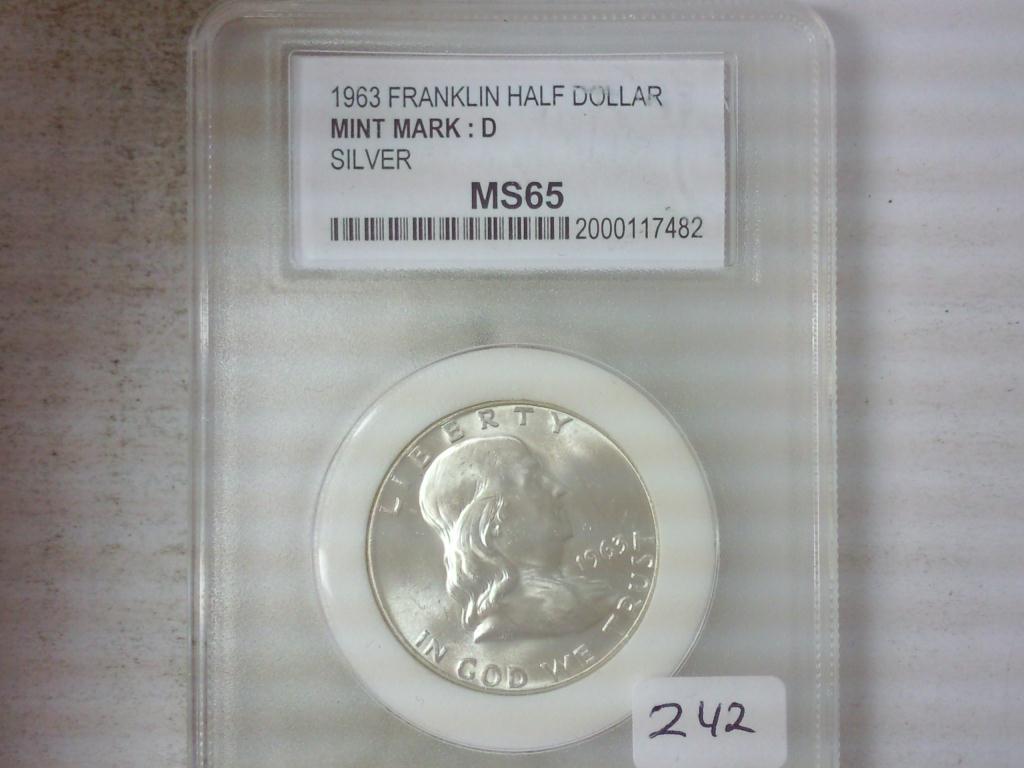 1963 FRANKLIN HALF DOLLAR
MINT MARK : D
SILVER
MS65
2000117482
LIBERTY
1963
IN GOD WE TRUST
242